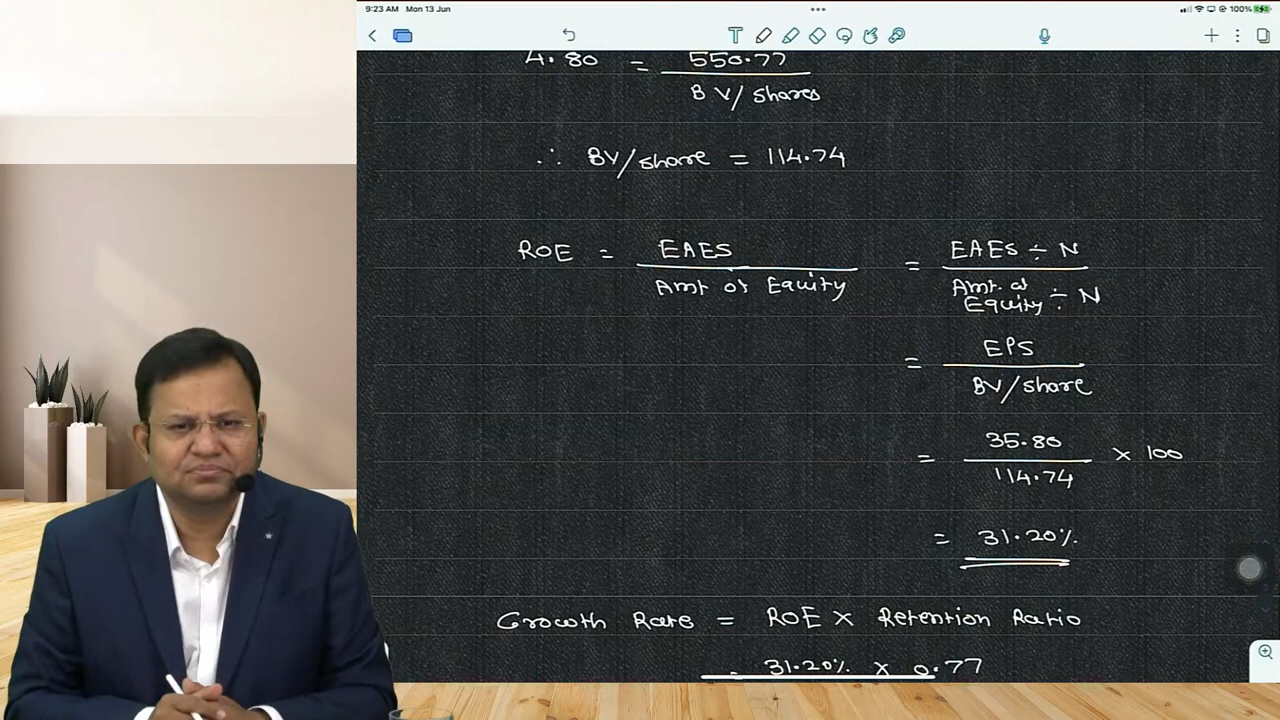 9:23 AM Mon 13 Jun
100%
4.80 = 550.77
BV/shares
∴ BV/share = 114.74
ROE = EAES = EAES ÷ N
Amt of Equity Amt. of Equity ÷ N
= EPS
BV/share
= 35.80 × 100
114.74
= 31.20%
Growth Rate = ROE × Retention Ratio
= 31.20% × 0.77